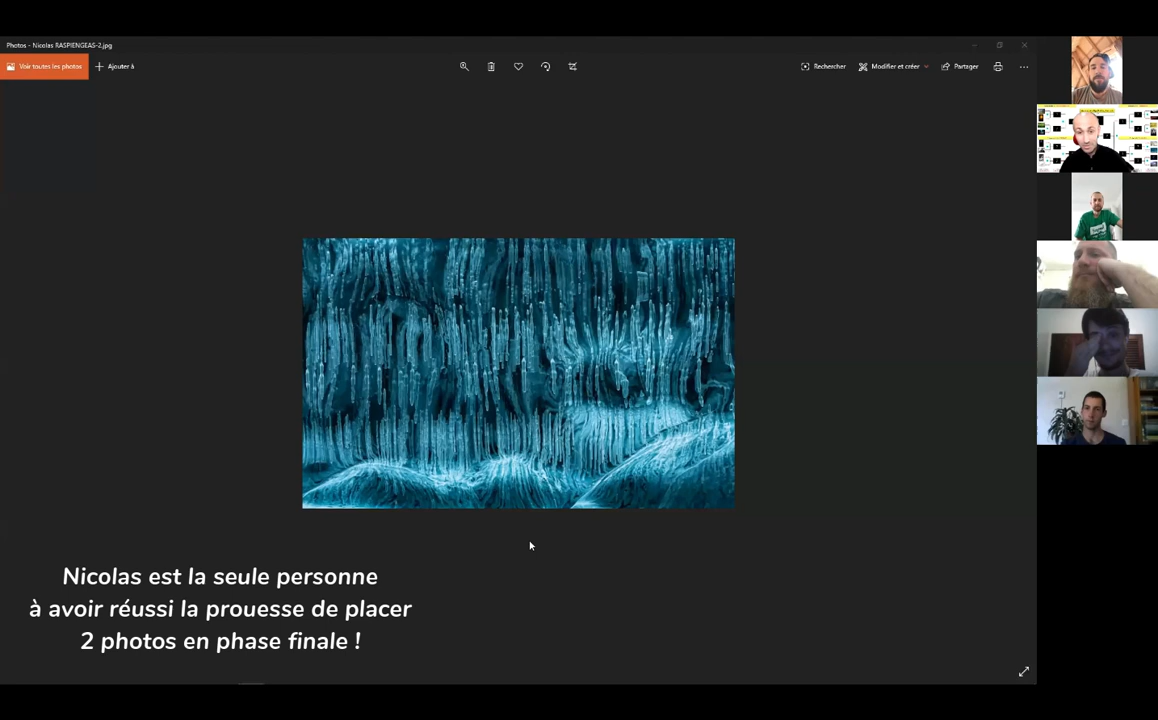 Photos - Nicolas RASPIENGEAS-2.jpg
Voir toutes les photos
Ajouter à
Rechercher
Modifier et créer
Partager
Nicolas est la seule personne
à avoir réussi la prouesse de placer
2 photos en phase finale !